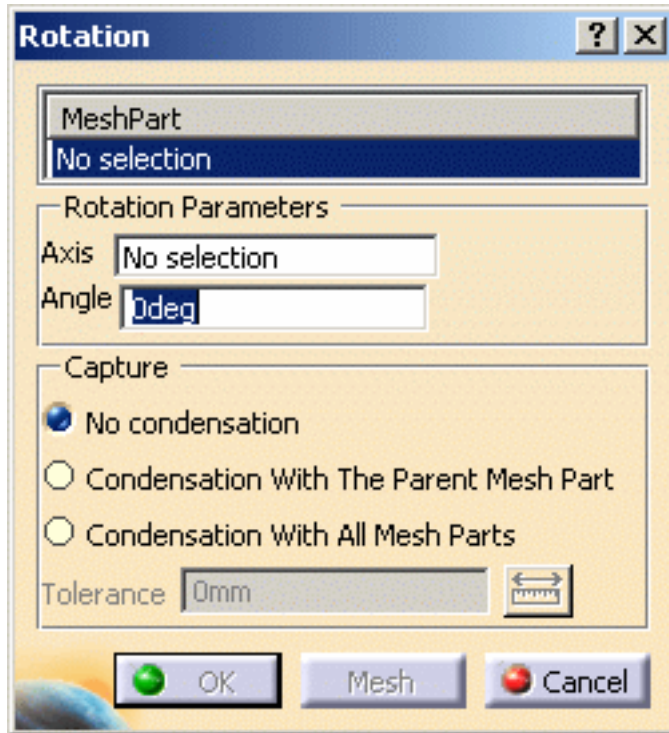 Rotation
MeshPart
No selection
Rotation Parameters
Axis No selection
Angle 0deg
Capture
No condensation
Condensation With The Parent Mesh Part
Condensation With All Mesh Parts
Tolerance 0mm
OK Mesh Cancel